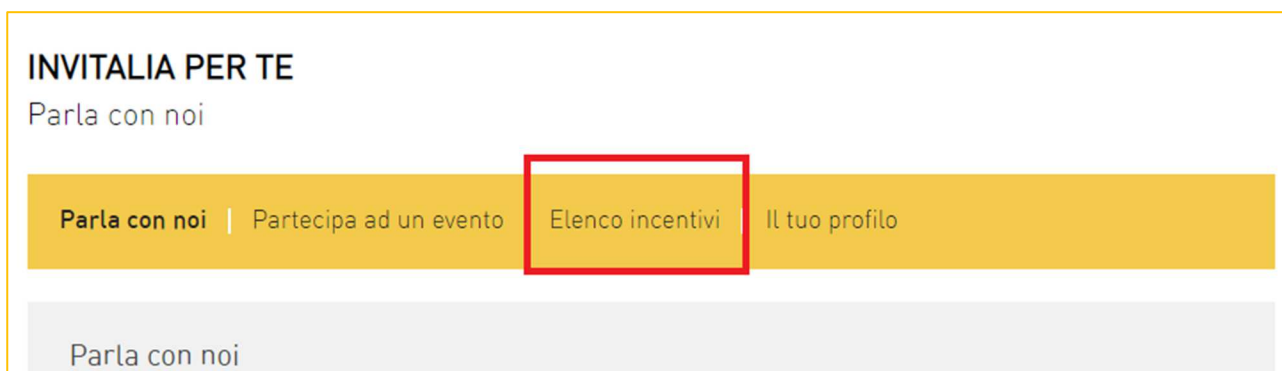 INVITALIA PER TE
Parla con noi
Parla con noi | Partecipa ad un evento Elenco incentivi | Il tuo profilo
Parla con noi